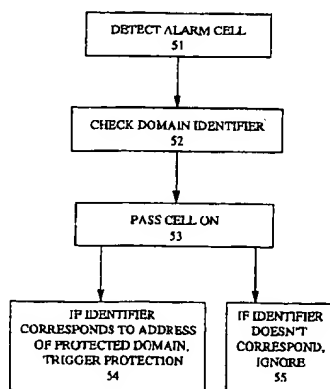 DETECT ALARM CELL
51
CHECK DOMAIN IDENTIFIER
52
PASS CELL ON
53
IF IDENTIFIER
CORRESPONDS TO ADDRESS
OF PROTECTED DOMAIN,
TRIGGER PROTECTION
54
IF IDENTIFIER
DOESN'T
CORRESPOND,
IGNORE
55